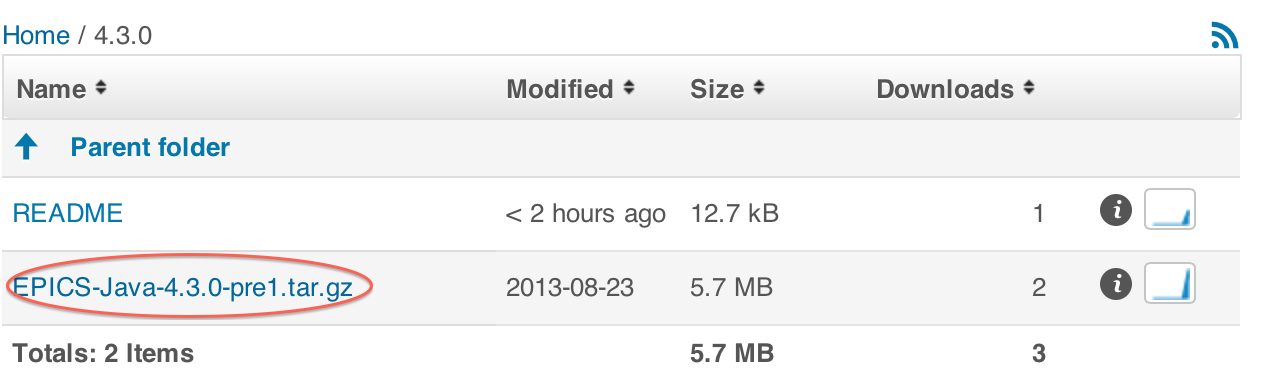 Home / 4.3.0
Name Modified Size Downloads
Parent folder
README < 2 hours ago 12.7 kB 1
EPICS-Java-4.3.0-pre1.tar.gz 2013-08-23 5.7 MB 2
Totals: 2 Items 5.7 MB 3